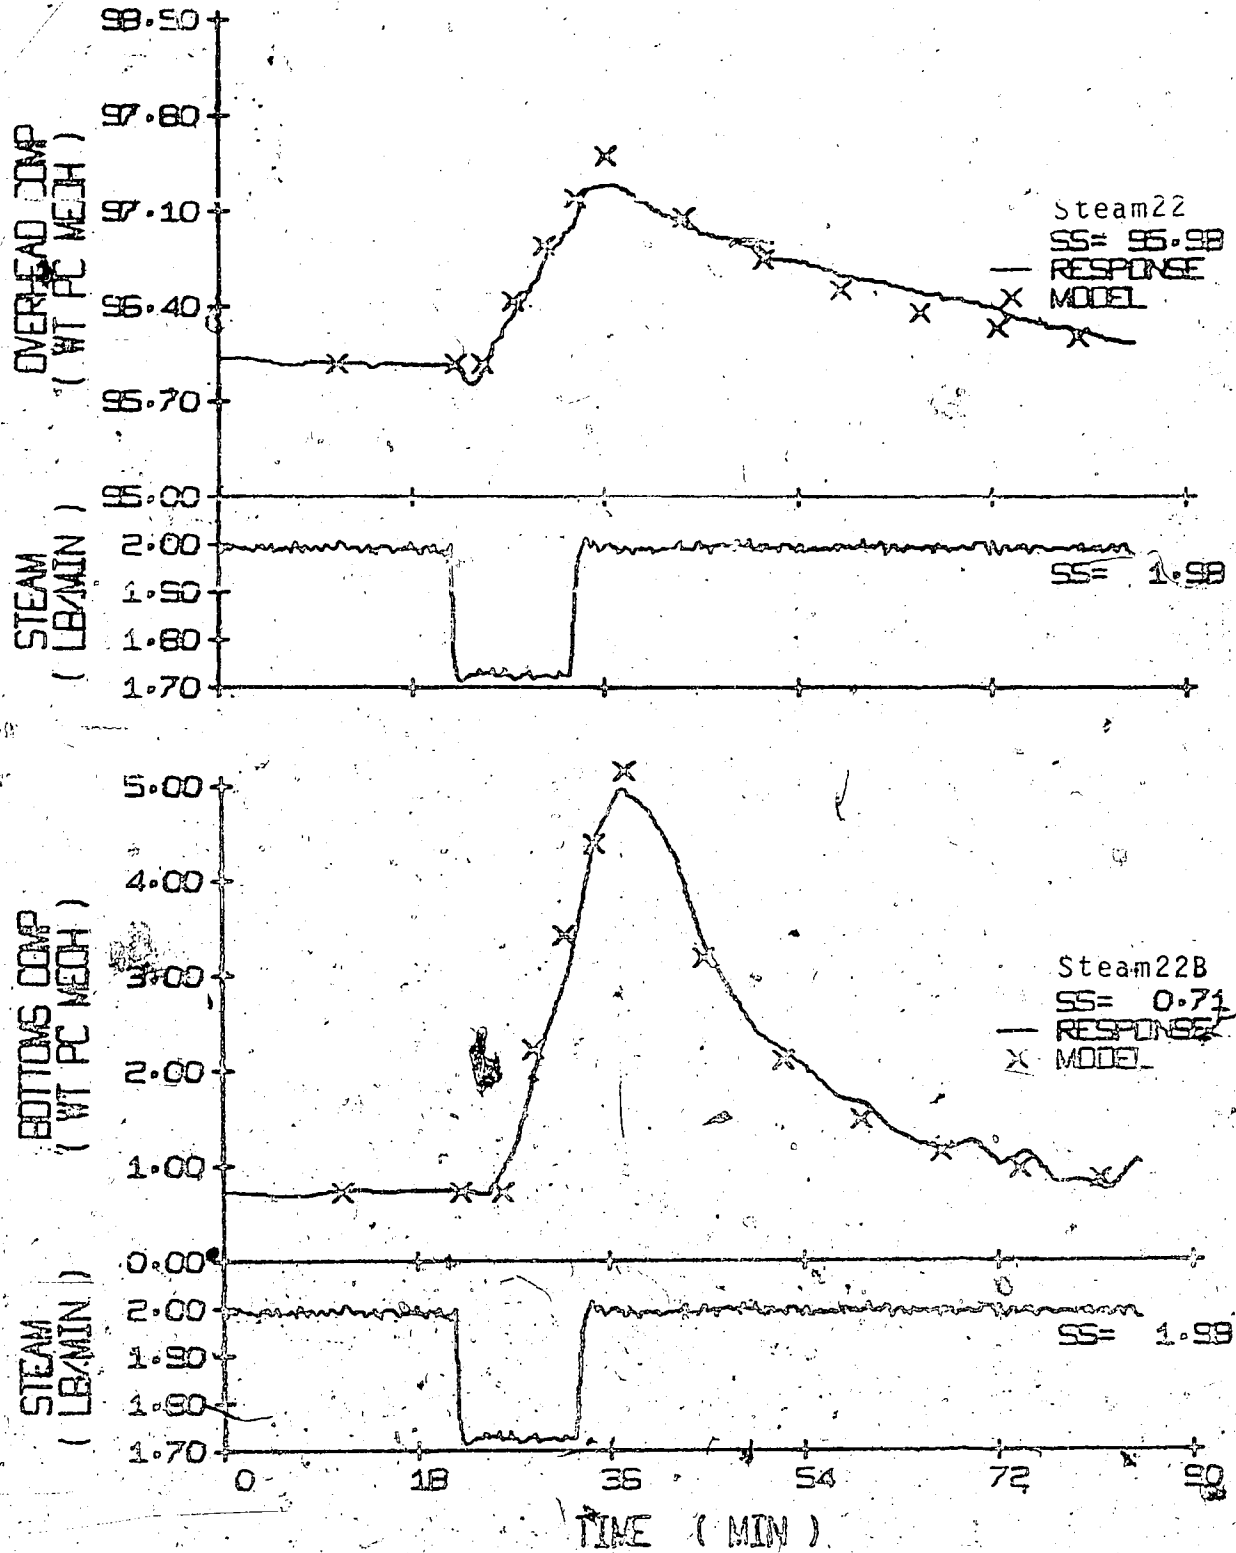 98.50
97.80
97.10
96.40
95.70
95.00
OVERHEAD COMP
( WT PC MEOH )
Steam22
SS= 95.98
RESPONSE
MODEL
2.00
1.90
1.80
1.70
STEAM
( LB/MIN )
SS= 1.98
5.00
4.00
3.00
2.00
1.00
0.00
BOTTOMS COMP
( WT PC MEOH )
Steam22B
SS= 0.71
RESPONSE
MODEL
2.00
1.90
1.80
1.70
STEAM
( LB/MIN )
SS= 1.99
0 18 36 54 72 90
TIME ( MIN )